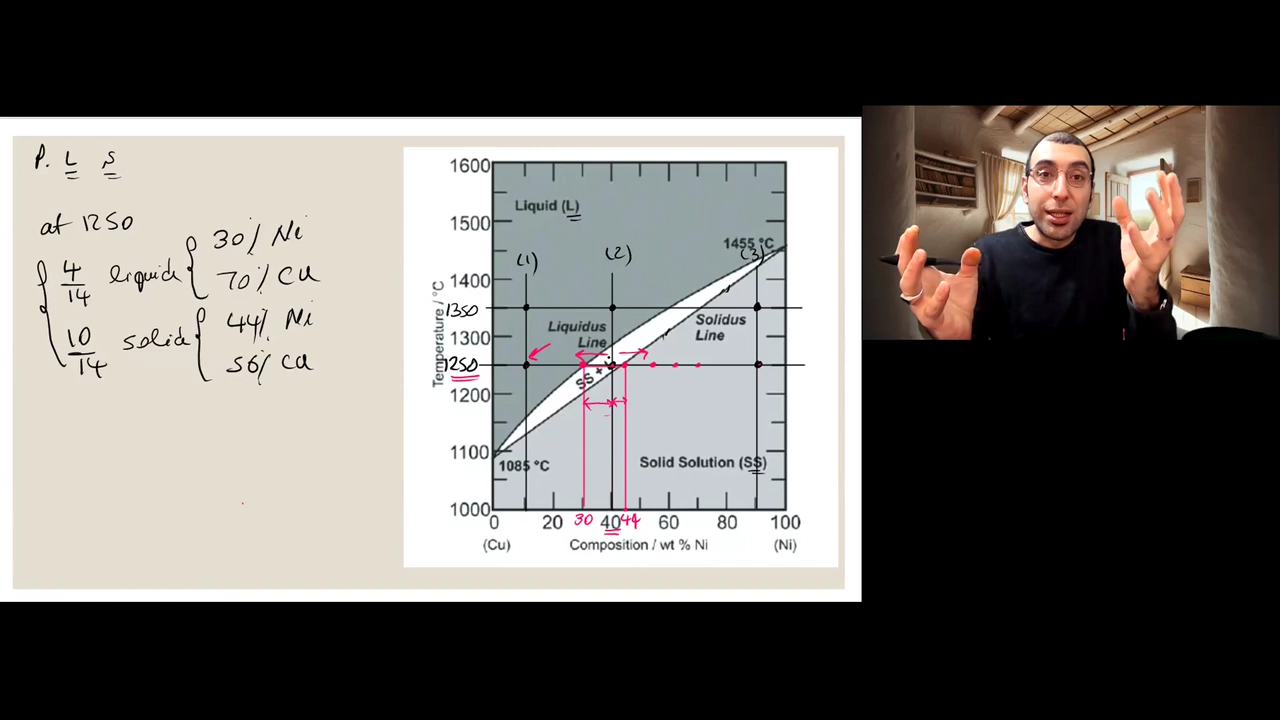 P. L S
at 1250
4/14 liquid { 30% Ni
70% Cu
10/14 solid { 44% Ni
56% Cu
1600
Liquid (L)
1500
1455 °C
(1) (2) (3)
1400
1350
Liquidus
Line
Solidus
Line
1300
1250
SS + L
1200
1100
1085 °C
Solid Solution (SS)
1000
Temperature / °C
0 20 30 40 44 60 80 100
(Cu) Composition / wt % Ni (Ni)